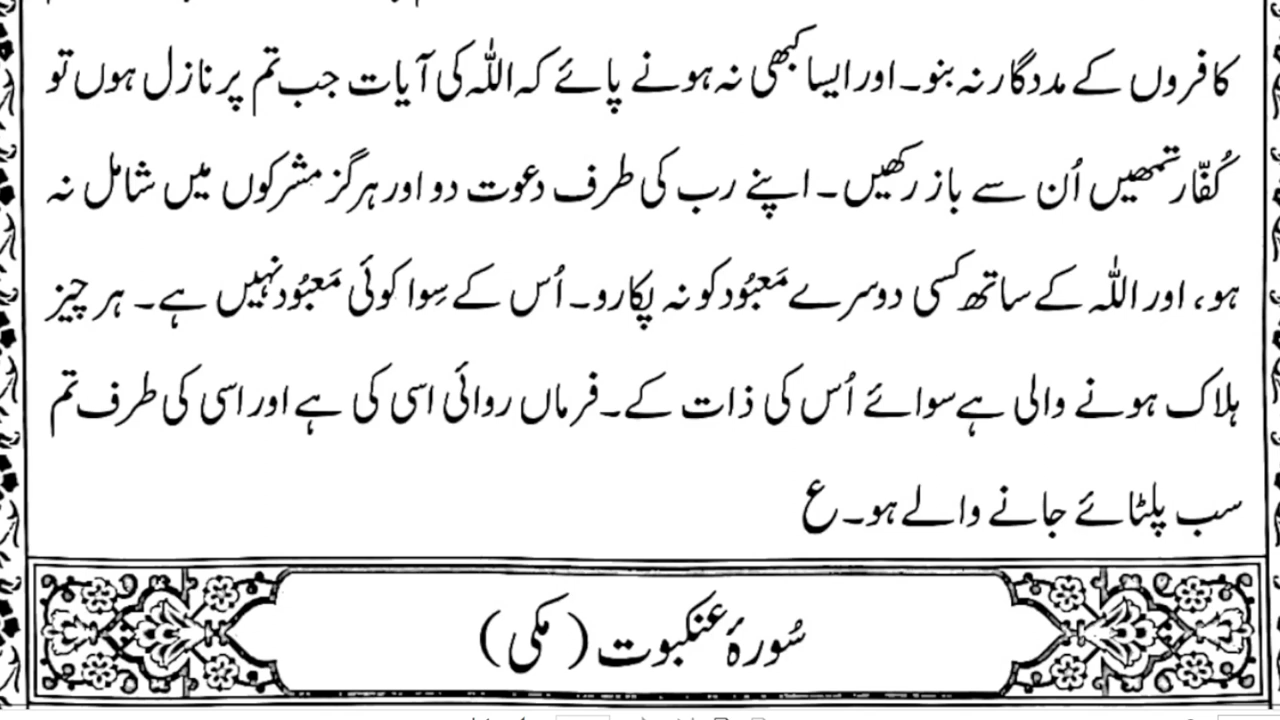 کافروں کے مددگار نہ بنو۔ اور ایسا کبھی نہ ہونے پائے کہ اللہ کی آیات جب تم پر نازل ہوں تو
کُفّار تمھیں اُن سے باز رکھیں۔ اپنے رب کی طرف دعوت دو اور ہرگز مشرکوں میں شامل نہ
ہو، اور اللہ کے ساتھ کسی دوسرے مَعبُود کو نہ پکارو۔ اُس کے سِوا کوئی مَعبُود نہیں ہے۔ ہر چیز
ہلاک ہونے والی ہے سوائے اُس کی ذات کے۔ فرماں روائی اسی کی ہے اور اسی کی طرف تم
سب پلٹائے جانے والے ہو۔ ع
سُورۂ عنکبوت (مکی)